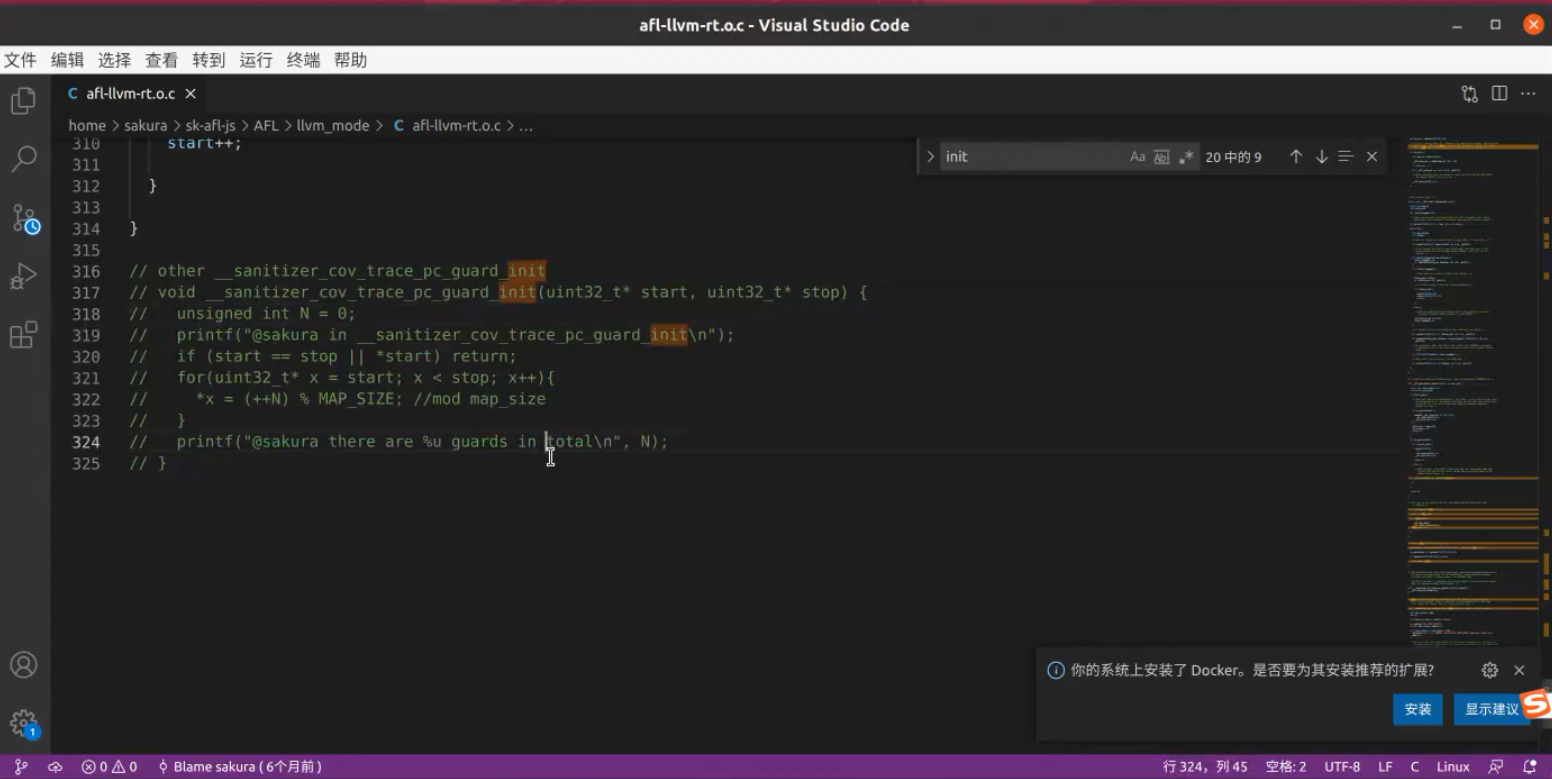 afl-llvm-rt.o.c - Visual Studio Code
文件 编辑 选择 查看 转到 运行 终端 帮助
C afl-llvm-rt.o.c ×
home > sakura > sk-afl-js > AFL > llvm_mode > C afl-llvm-rt.o.c > ...
init Aa Abl .* 20 中的 9
310 start++;
311
312 }
313
314 }
315
316 // other __sanitizer_cov_trace_pc_guard_init
317 // void __sanitizer_cov_trace_pc_guard_init(uint32_t* start, uint32_t* stop) {
318 //   unsigned int N = 0;
319 //   printf("@sakura in __sanitizer_cov_trace_pc_guard_init\n");
320 //   if (start == stop || *start) return;
321 //   for(uint32_t* x = start; x < stop; x++){
322 //     *x = (++N) % MAP_SIZE; //mod map_size
323 //   }
324 //   printf("@sakura there are %u guards in total\n", N);
325 // }
你的系统上安装了 Docker。是否要为其安装推荐的扩展?
安装 显示建议
1
0 0 Blame sakura ( 6个月前 ) 行 324，列 45 空格: 2 UTF-8 LF C Linux